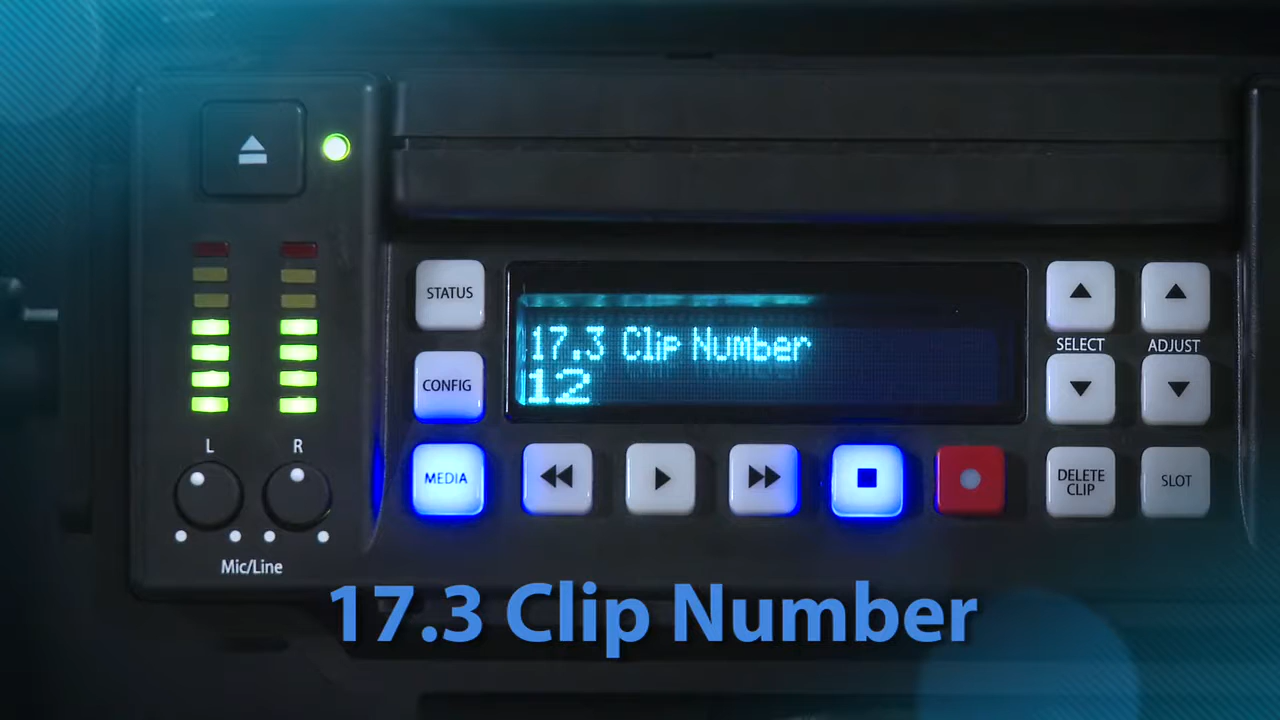 STATUS
17.3 Clip Number
12
SELECT
ADJUST
CONFIG
MEDIA
DELETE
CLIP
SLOT
L
R
Mic/Line
17.3 Clip Number